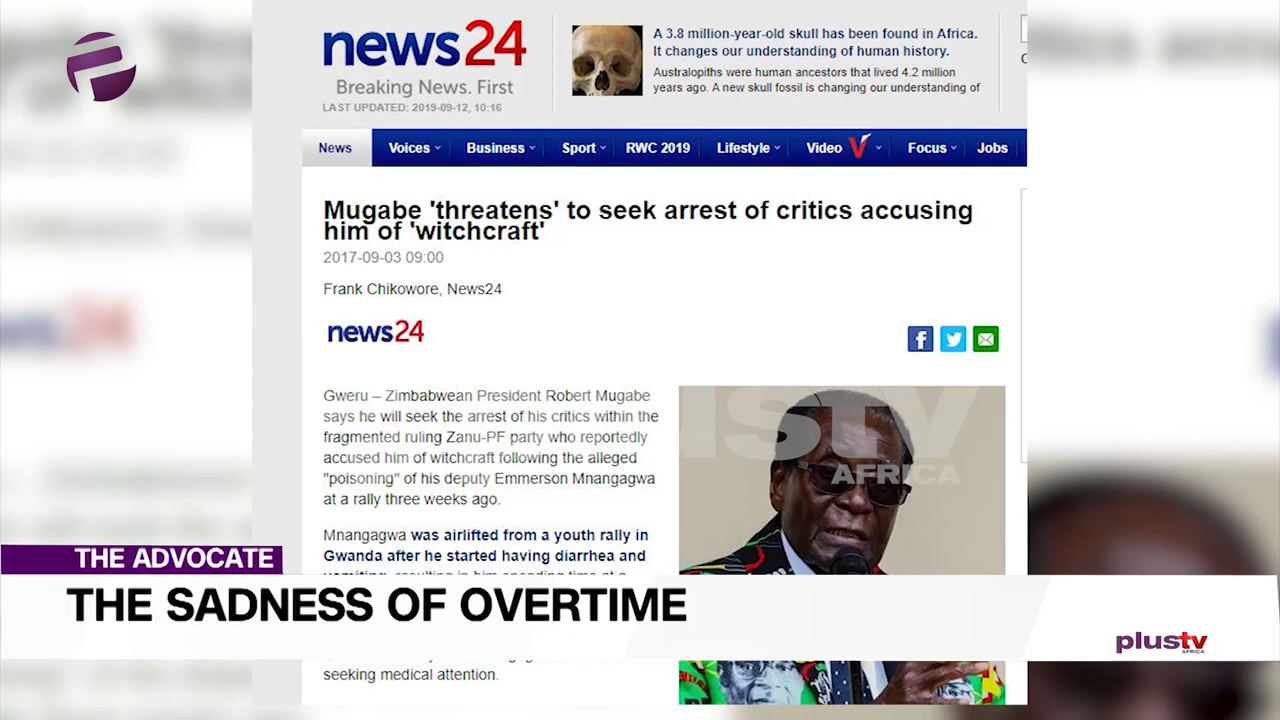 news24
Breaking News. First
LAST UPDATED: 2019-09-12, 10:16
A 3.8 million-year-old skull has been found in Africa.
It changes our understanding of human history.
Australopiths were human ancestors that lived 4.2 million
years ago. A new skull fossil is changing our understanding of
News Voices Business Sport RWC 2019 Lifestyle Video Focus Jobs
Mugabe 'threatens' to seek arrest of critics accusing
him of 'witchcraft'
2017-09-03 09:00
Frank Chikowore, News24
news24
Gweru – Zimbabwean President Robert Mugabe
says he will seek the arrest of his critics within the
fragmented ruling Zanu-PF party who reportedly
accused him of witchcraft following the alleged
"poisoning" of his deputy Emmerson Mnangagwa
at a rally three weeks ago.
Mnangagwa was airlifted from a youth rally in
Gwanda after he started having diarrhea and
seeking medical attention.
plustv
AFRICA
THE ADVOCATE
THE SADNESS OF OVERTIME
plustv
AFRICA